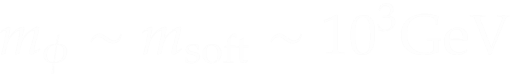 m_ϕ ∼ m_soft ∼ 10^3 GeV